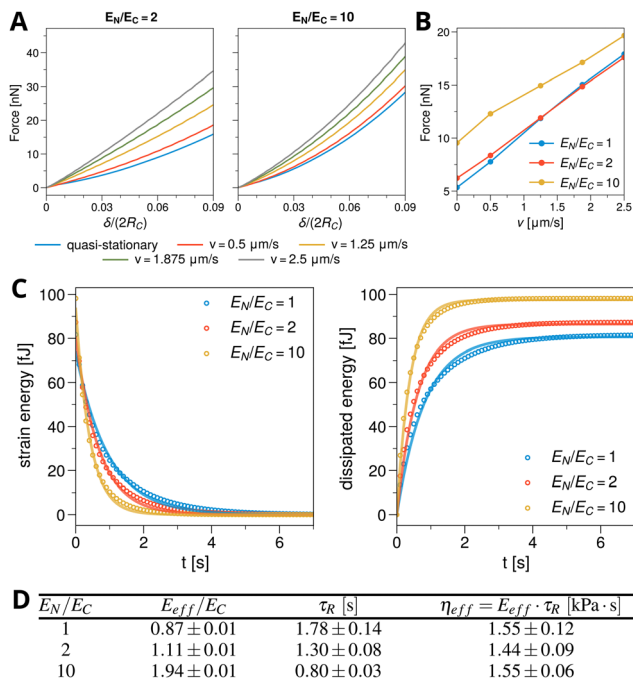 A
E_N/E_C = 2
E_N/E_C = 10
B
Force [nN]
40
30
20
10
0
0 0.03 0.06 0.09
δ/(2R_C)
0 0.03 0.06 0.09
δ/(2R_C)
quasi-stationary v = 0.5 μm/s v = 1.25 μm/s
v = 1.875 μm/s v = 2.5 μm/s
Force [nN]
20
15
10
5
0 0.5 1.0 1.5 2.0 2.5
v [μm/s]
E_N/E_C = 1
E_N/E_C = 2
E_N/E_C = 10
C
strain energy [fJ]
100
80
60
40
20
0
0 2 4 6
t [s]
E_N/E_C = 1
E_N/E_C = 2
E_N/E_C = 10
dissipated energy [fJ]
100
80
60
40
20
0
0 2 4 6
t [s]
E_N/E_C = 1
E_N/E_C = 2
E_N/E_C = 10
D
E_N/E_C E_eff/E_C τ_R [s] η_eff = E_eff · τ_R [kPa · s]
1 0.87 ± 0.01 1.78 ± 0.14 1.55 ± 0.12
2 1.11 ± 0.01 1.30 ± 0.08 1.44 ± 0.09
10 1.94 ± 0.01 0.80 ± 0.03 1.55 ± 0.06